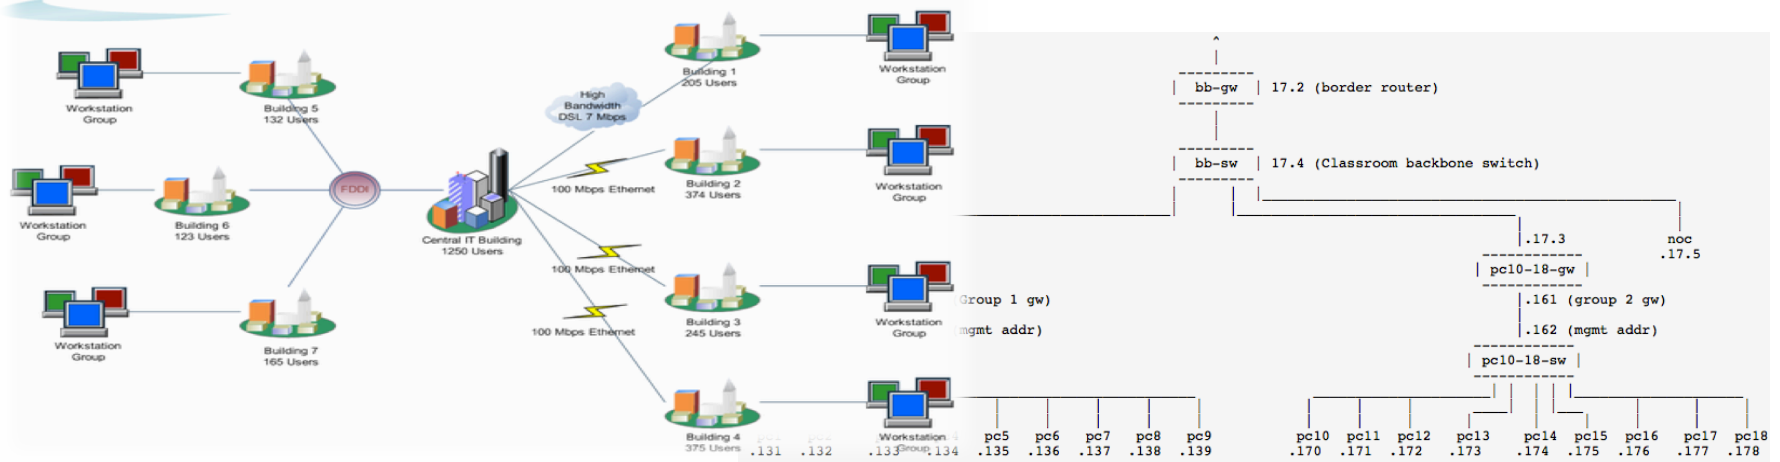 Workstation
Group
Building 5
132 Users
Workstation
Group
Building 6
123 Users
Workstation
Group
Building 7
165 Users
FDDI
Central IT Building
1250 Users
High
Bandwidth
DSL 7 Mbps
100 Mbps Ethernet
100 Mbps Ethernet
100 Mbps Ethernet
Building 1
205 Users
Workstation
Group
Building 2
374 Users
Workstation
Group
Building 3
245 Users
Workstation
Group
Building 4
375 Users
Workstation
Group
bb-gw 17.2 (border router)
bb-sw 17.4 (Classroom backbone switch)
.17.3 noc
.17.5
pc10-18-gw
Group 1 gw) .161 (group 2 gw)
mgmt addr) .162 (mgmt addr)
pc10-18-sw
pc5 pc6 pc7 pc8 pc9 pc10 pc11 pc12 pc13 pc14 pc15 pc16 pc17 pc18
.131 .132 .133 .134 .135 .136 .137 .138 .139 .170 .171 .172 .173 .174 .175 .176 .177 .178